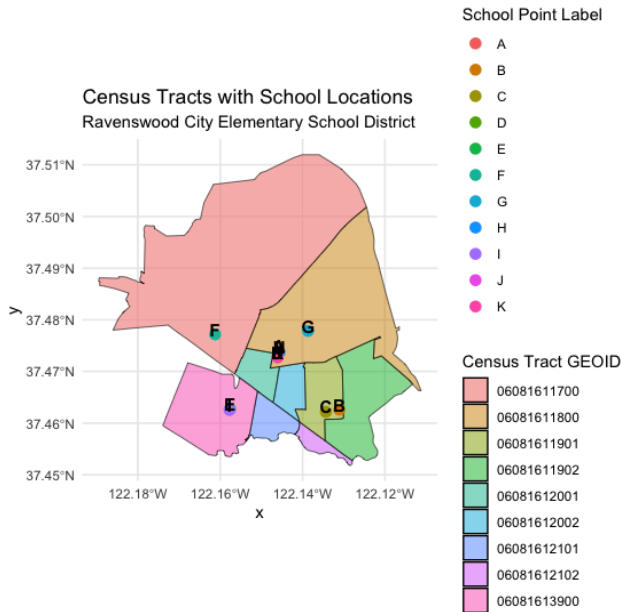 School Point Label
A
B
C
D
E
F
G
H
I
J
K
Census Tracts with School Locations
Ravenswood City Elementary School District
37.51°N
37.50°N
37.49°N
37.48°N
37.47°N
37.46°N
37.45°N
y
F
G
C
B
122.18°W
122.16°W
122.14°W
122.12°W
x
Census Tract GEOID
06081611700
06081611800
06081611901
06081611902
06081612001
06081612002
06081612101
06081612102
06081613900